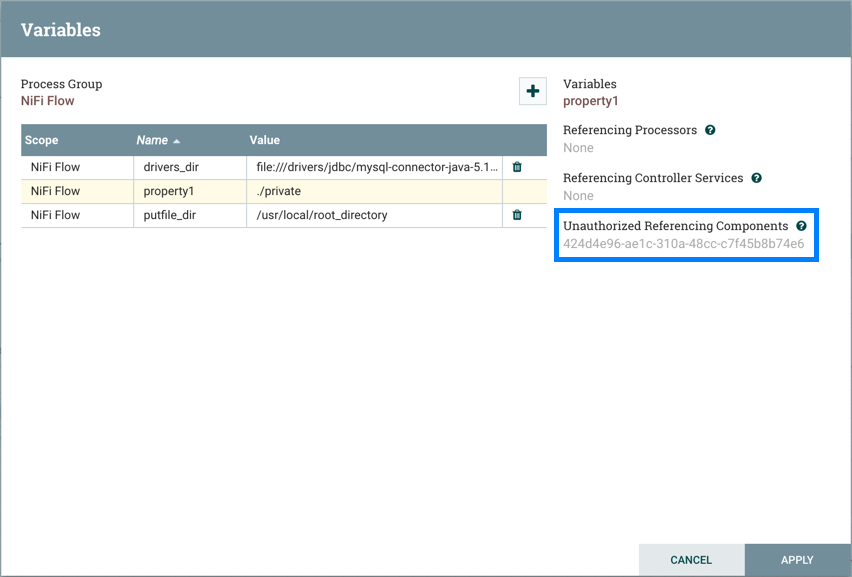 Variables
Process Group
NiFi Flow
Scope Name Value
NiFi Flow drivers_dir file:///drivers/jdbc/mysql-connector-java-5.1...
NiFi Flow property1 ./private
NiFi Flow putfile_dir /usr/local/root_directory
Variables
property1
Referencing Processors ?
None
Referencing Controller Services ?
None
Unauthorized Referencing Components ?
424d4e96-ae1c-310a-48cc-c7f45b8b74e6
CANCEL APPLY